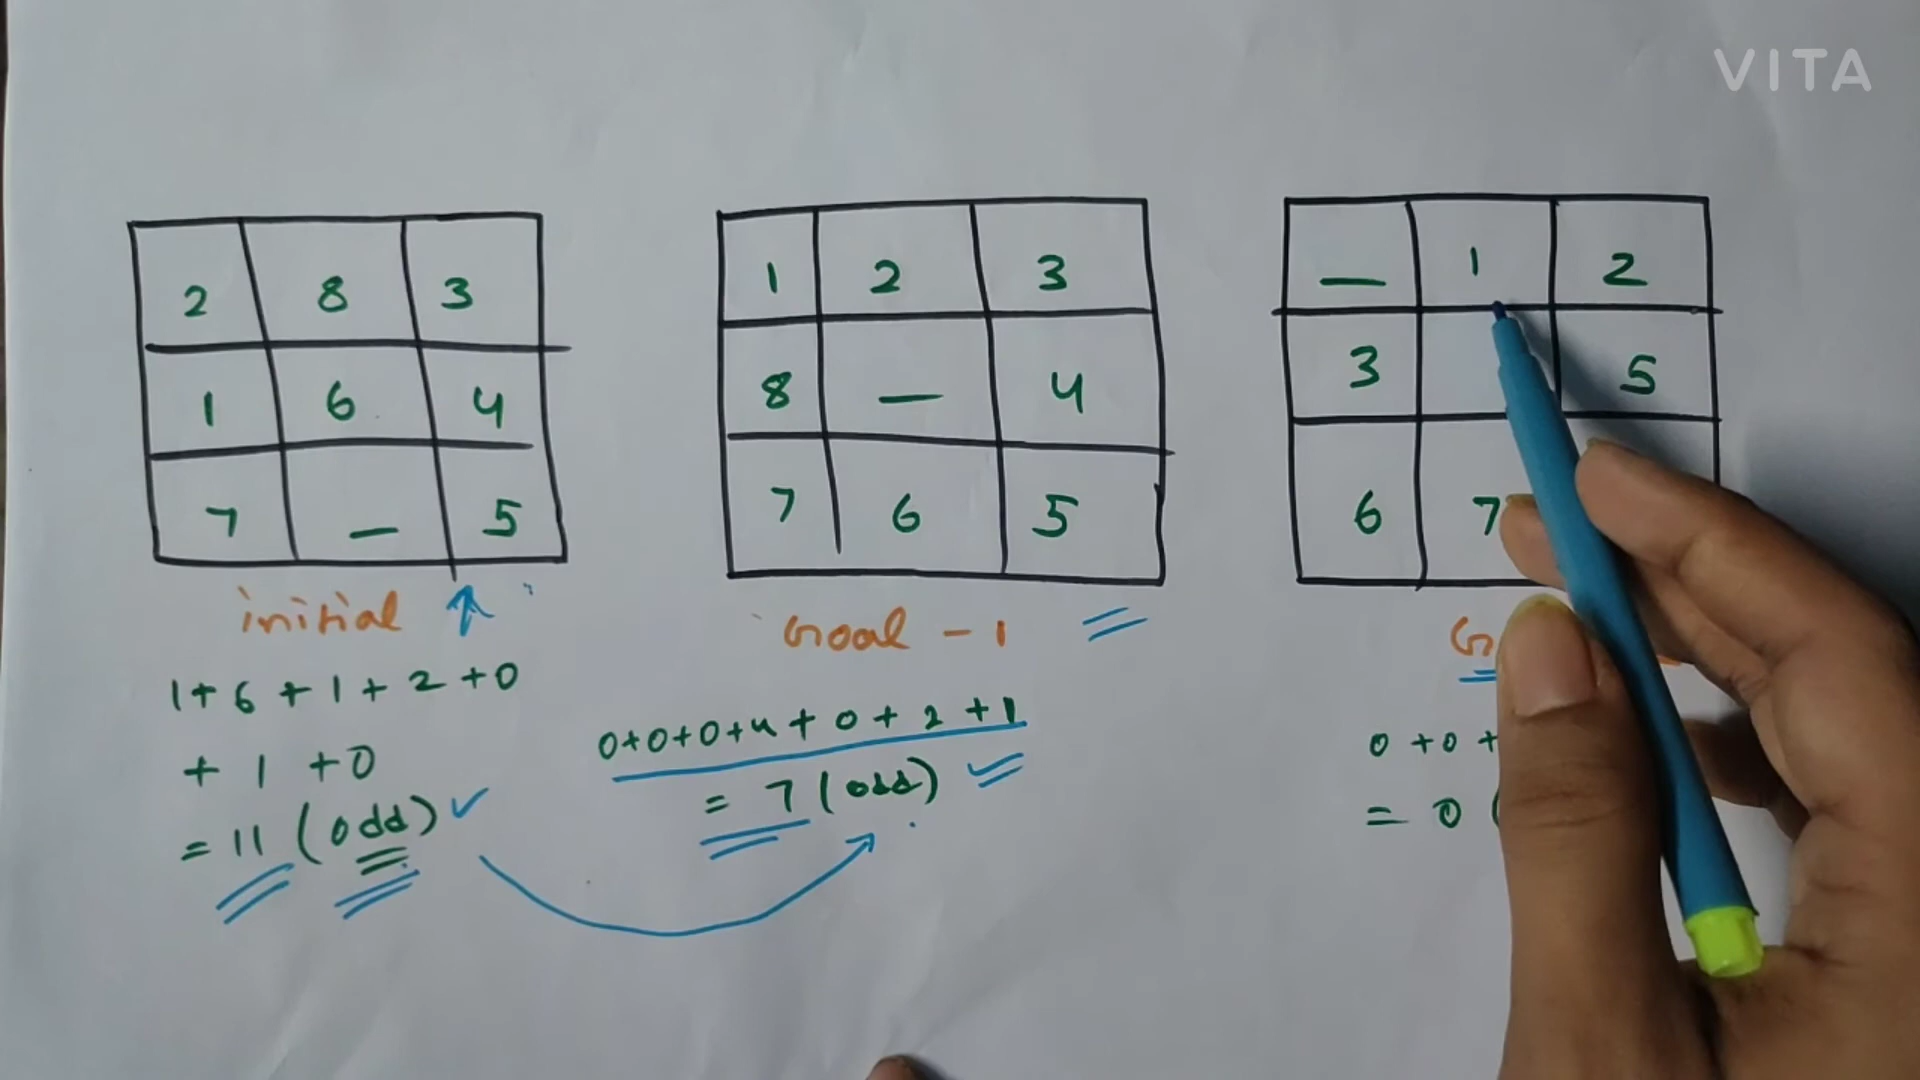 VITA
2 8 3
1 6 4
7 _ 5
initial
1+6+1+2+0
+1+0
=11 (odd)
1 2 3
8 _ 4
7 6 5
Goal-1
0+0+0+4+0+2+1
=7(odd)
_ 1 2
3 5
6 7
0+0+
=0 (